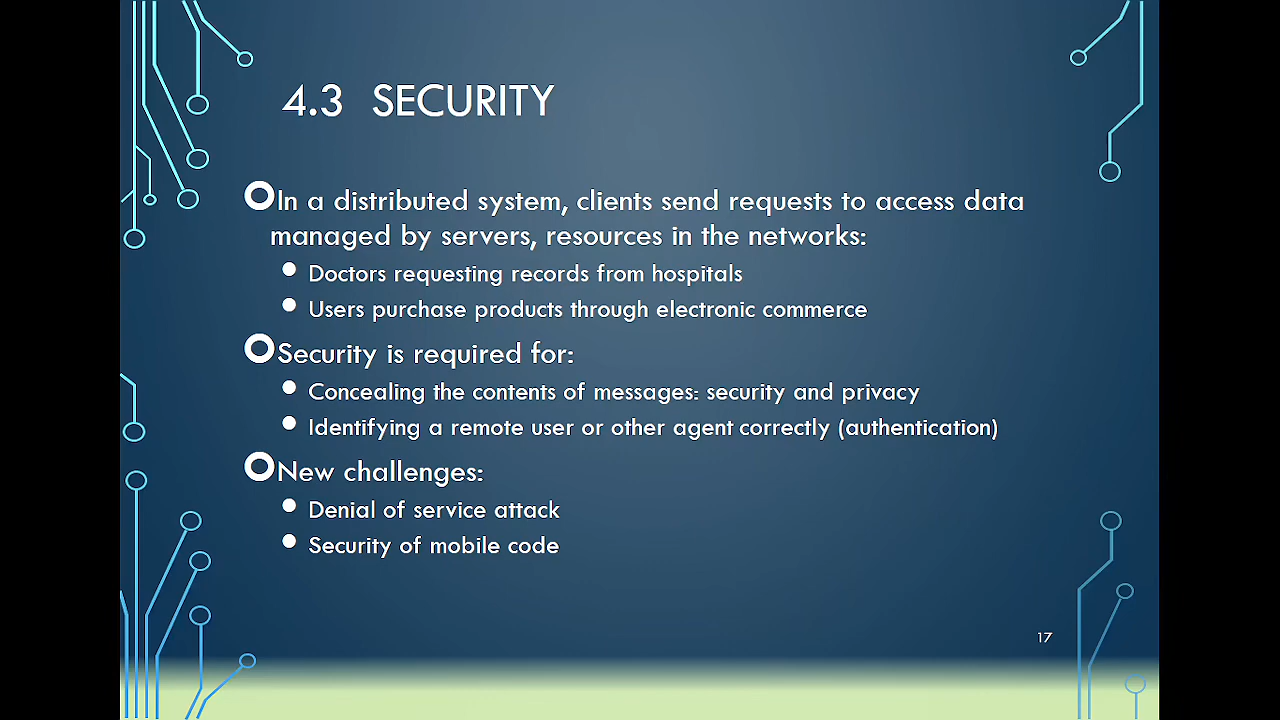 4.3 SECURITY
In a distributed system, clients send requests to access data
managed by servers, resources in the networks:
Doctors requesting records from hospitals
Users purchase products through electronic commerce
Security is required for:
Concealing the contents of messages: security and privacy
Identifying a remote user or other agent correctly (authentication)
New challenges:
Denial of service attack
Security of mobile code
17